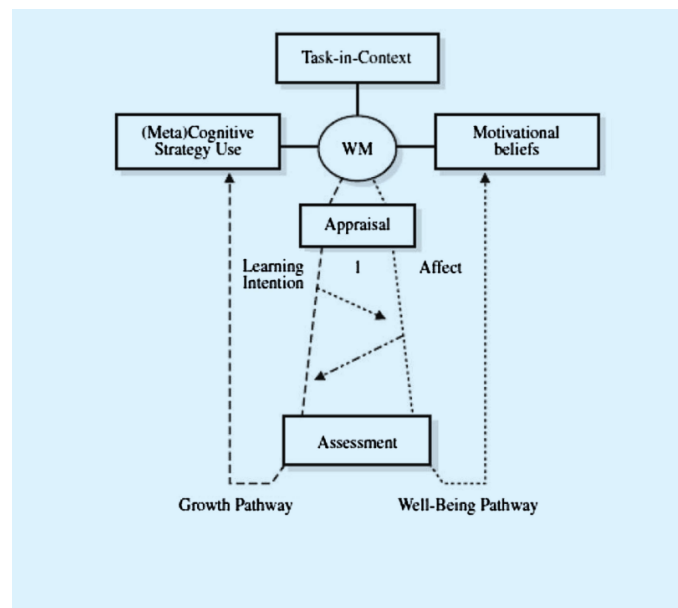 Task-in-Context
(Meta)Cognitive
Strategy Use
WM
Motivational
beliefs
Appraisal
Learning
Intention
1
Affect
Assessment
Growth Pathway
Well-Being Pathway